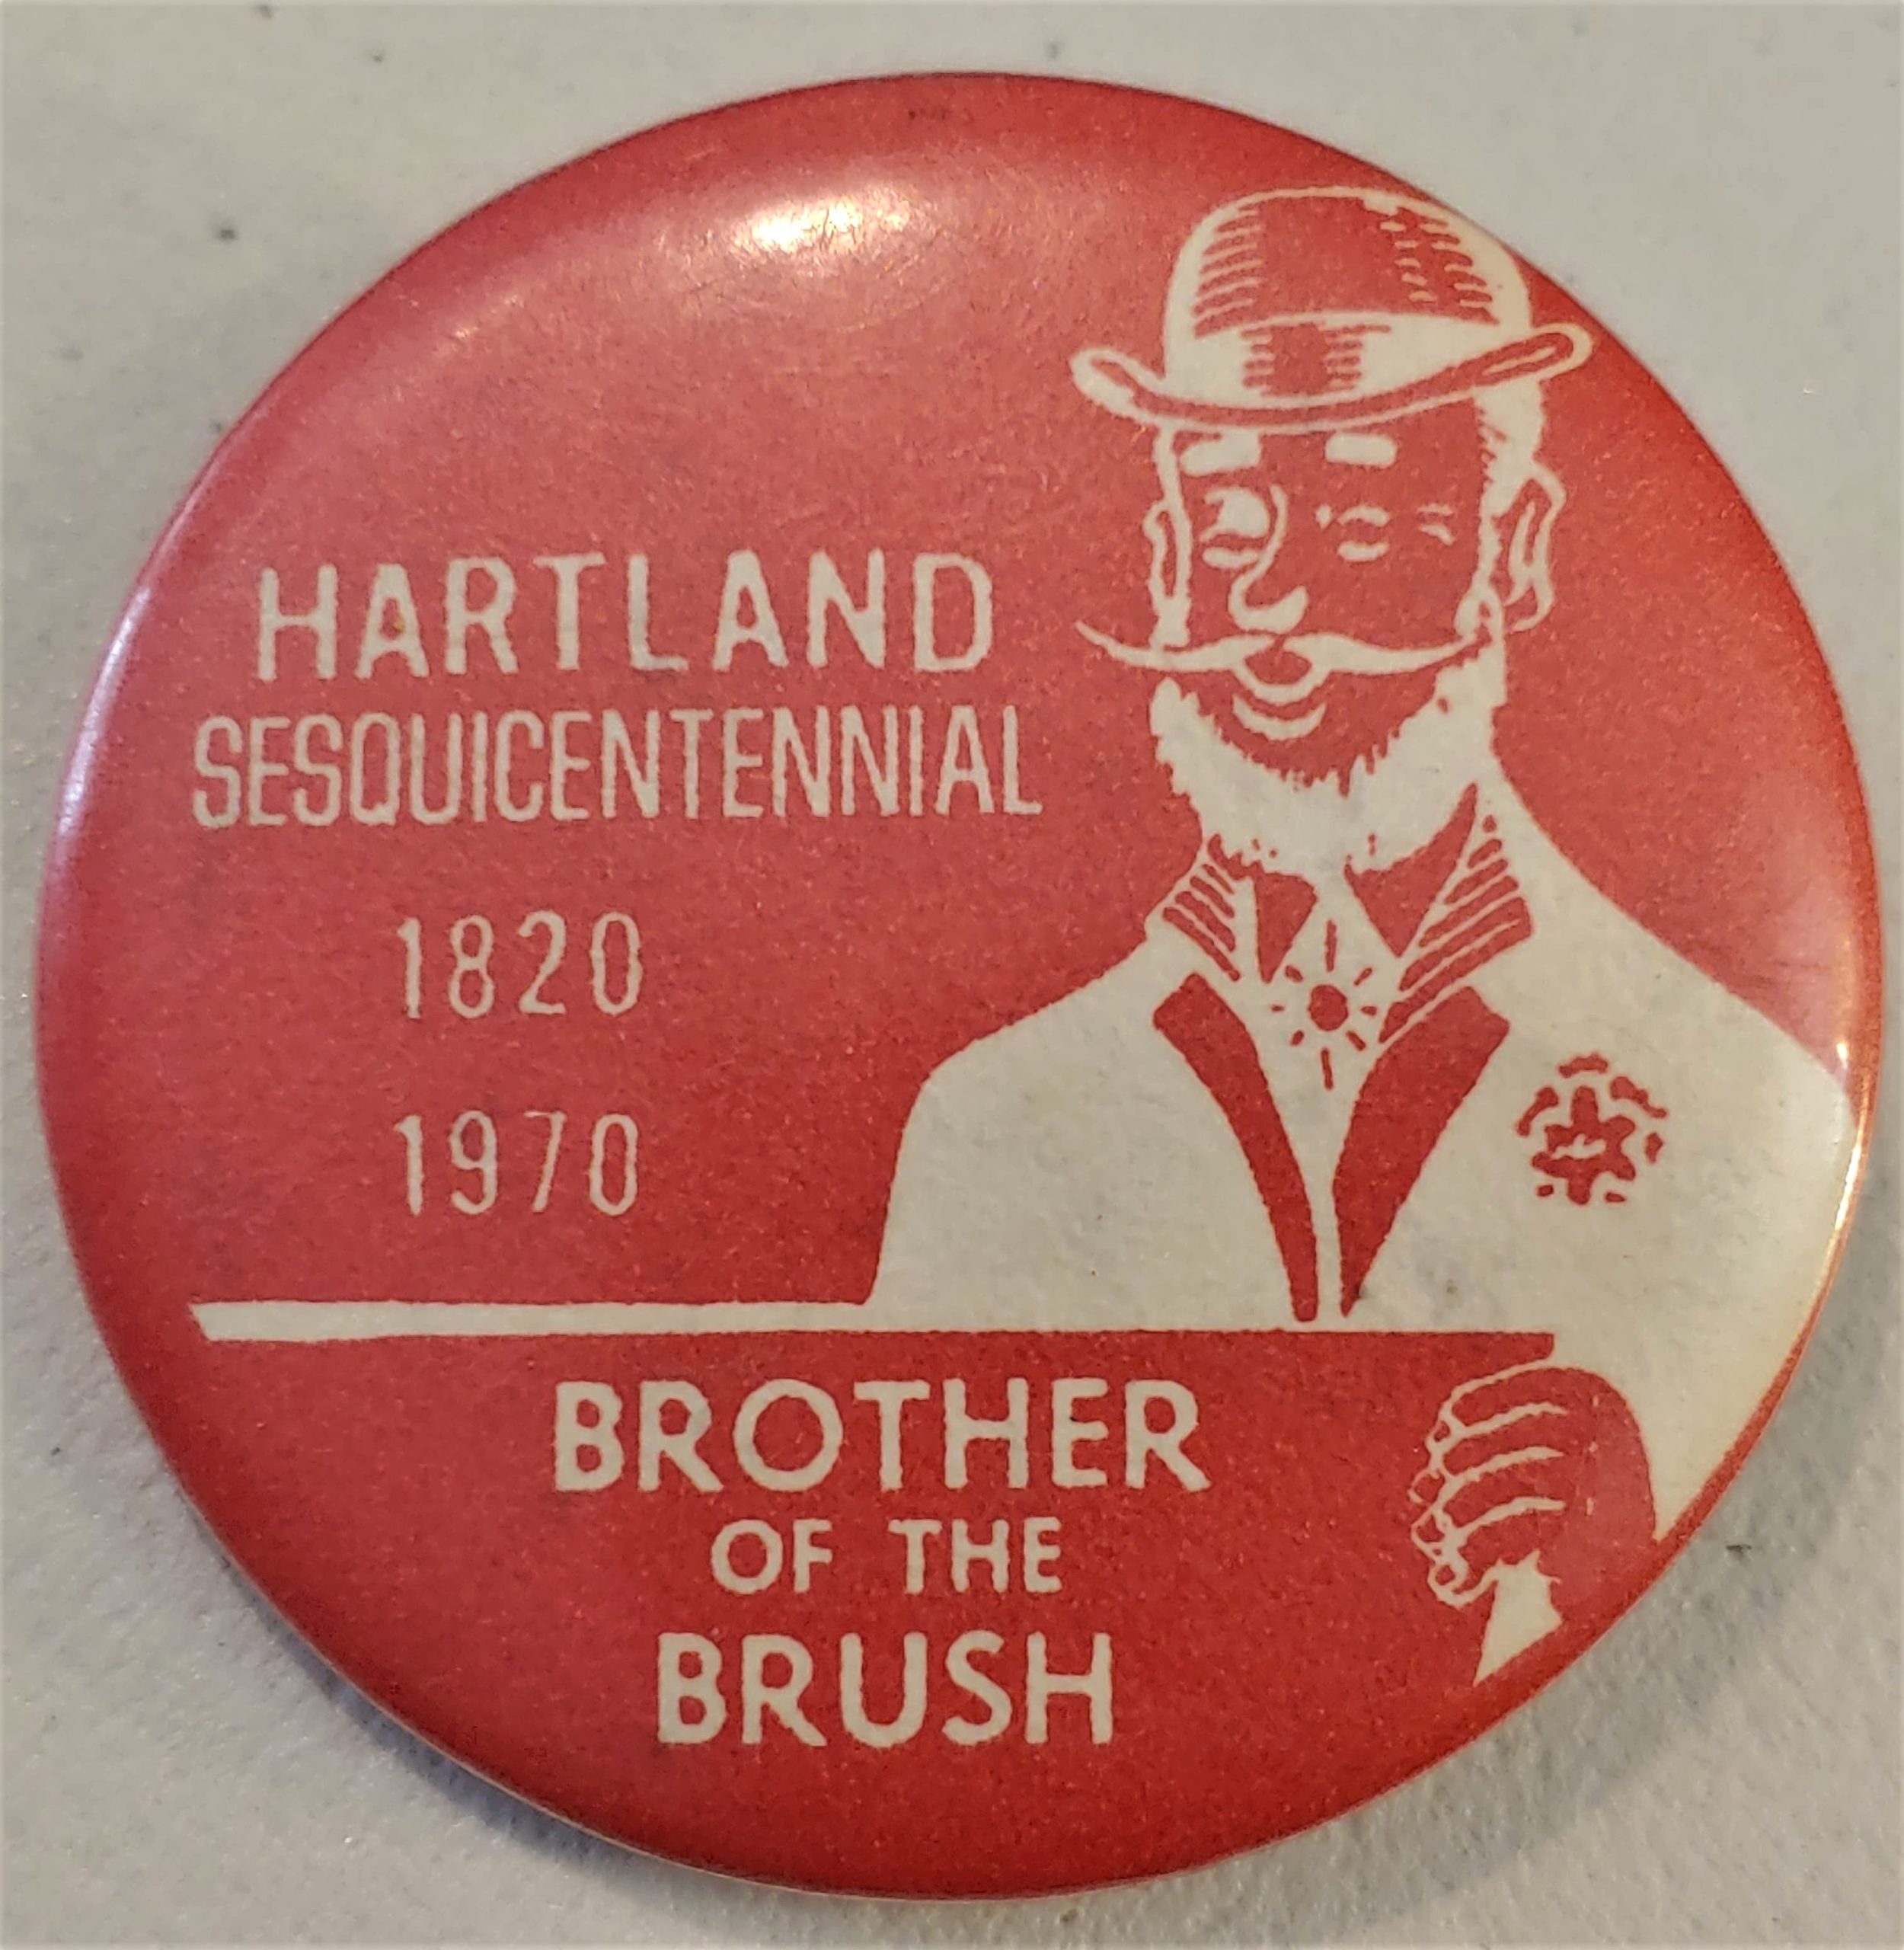 HARTLAND
SESQUICENTENNIAL
1820
1970
BROTHER
OF THE
BRUSH